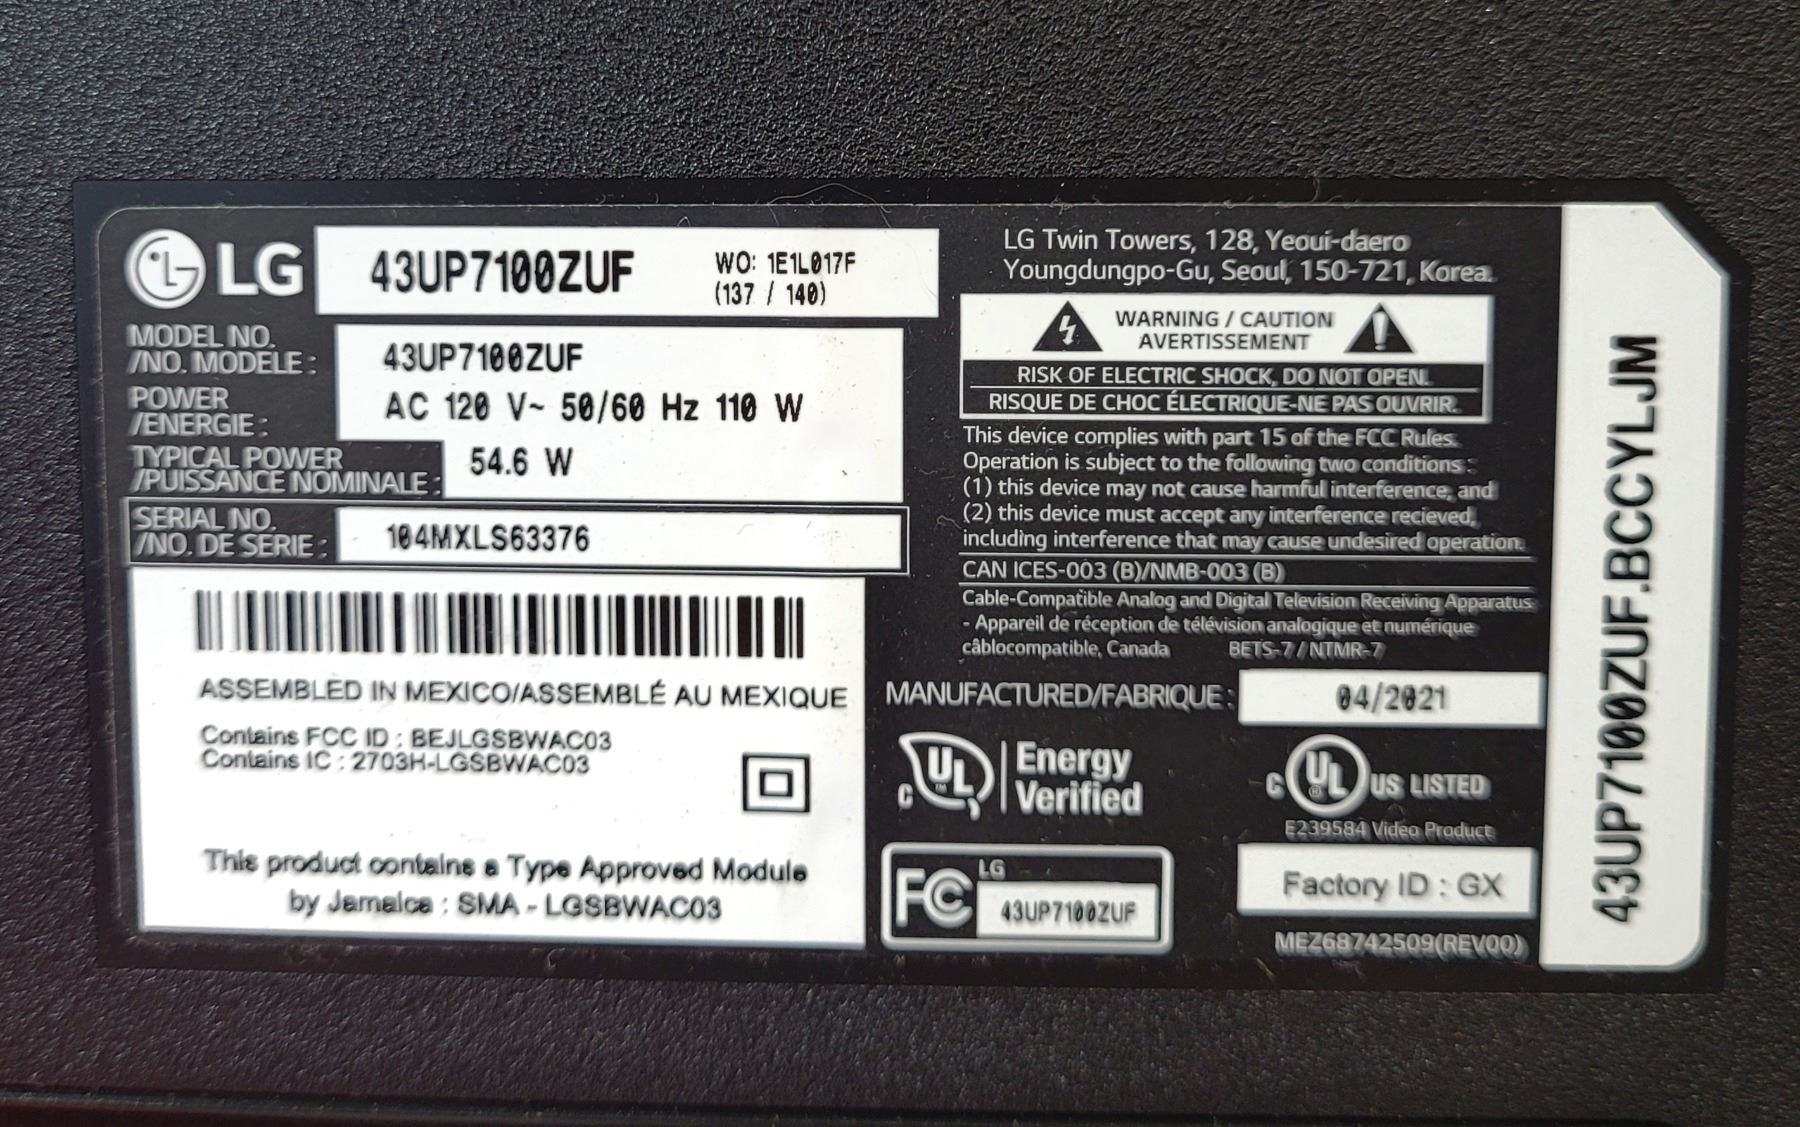 LG
43UP7100ZUF
WO: 1E1L017F
(137 / 140)
MODEL NO.
/NO. MODÈLE :
43UP7100ZUF
POWER
/ÉNERGIE :
AC 120 V~ 50/60 Hz 110 W
TYPICAL POWER
/PUISSANCE NOMINALE :
54.6 W
SERIAL NO.
/NO. DE SÉRIE :
104MXLS63376
ASSEMBLED IN MEXICO/ASSEMBLÉ AU MEXIQUE
Contains FCC ID : BEJLGSBWAC03
Contains IC : 2703H-LGSBWAC03
This product contains a Type Approved Module
by Jamaica : SMA - LGSBWAC03
LG Twin Towers, 128, Yeoui-daero
Youngdungpo-Gu, Seoul, 150-721, Korea.
WARNING / CAUTION
AVERTISSEMENT
RISK OF ELECTRIC SHOCK, DO NOT OPEN.
RISQUE DE CHOC ÉLECTRIQUE-NE PAS OUVRIR.
This device complies with part 15 of the FCC Rules.
Operation is subject to the following two conditions :
(1) this device may not cause harmful interference, and
(2) this device must accept any interference recieved,
including interference that may cause undesired operation.
CAN ICES-003 (B)/NMB-003 (B)
Cable-Compatible Analog and Digital Television Receiving Apparatus
- Appareil de réception de télévision analogique et numérique
câblocompatible, Canada BETS-7 / NTMR-7
MANUFACTURED/FABRIQUÉ :
04/2021
C UL TM
Energy
Verified
C UL ® US LISTED
E239584 Video Product
FC
LG
43UP7100ZUF
Factory ID : GX
MEZ68742509(REV00)
43UP7100ZUF.BCCYLJM